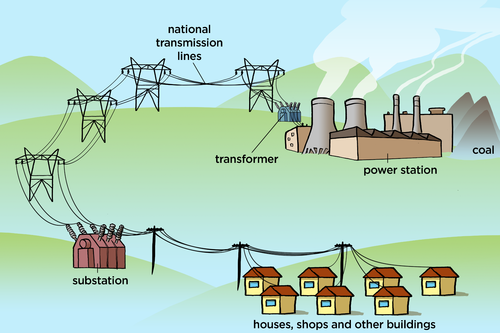 national
transmission
lines
transformer
coal
power station
substation
houses, shops and other buildings